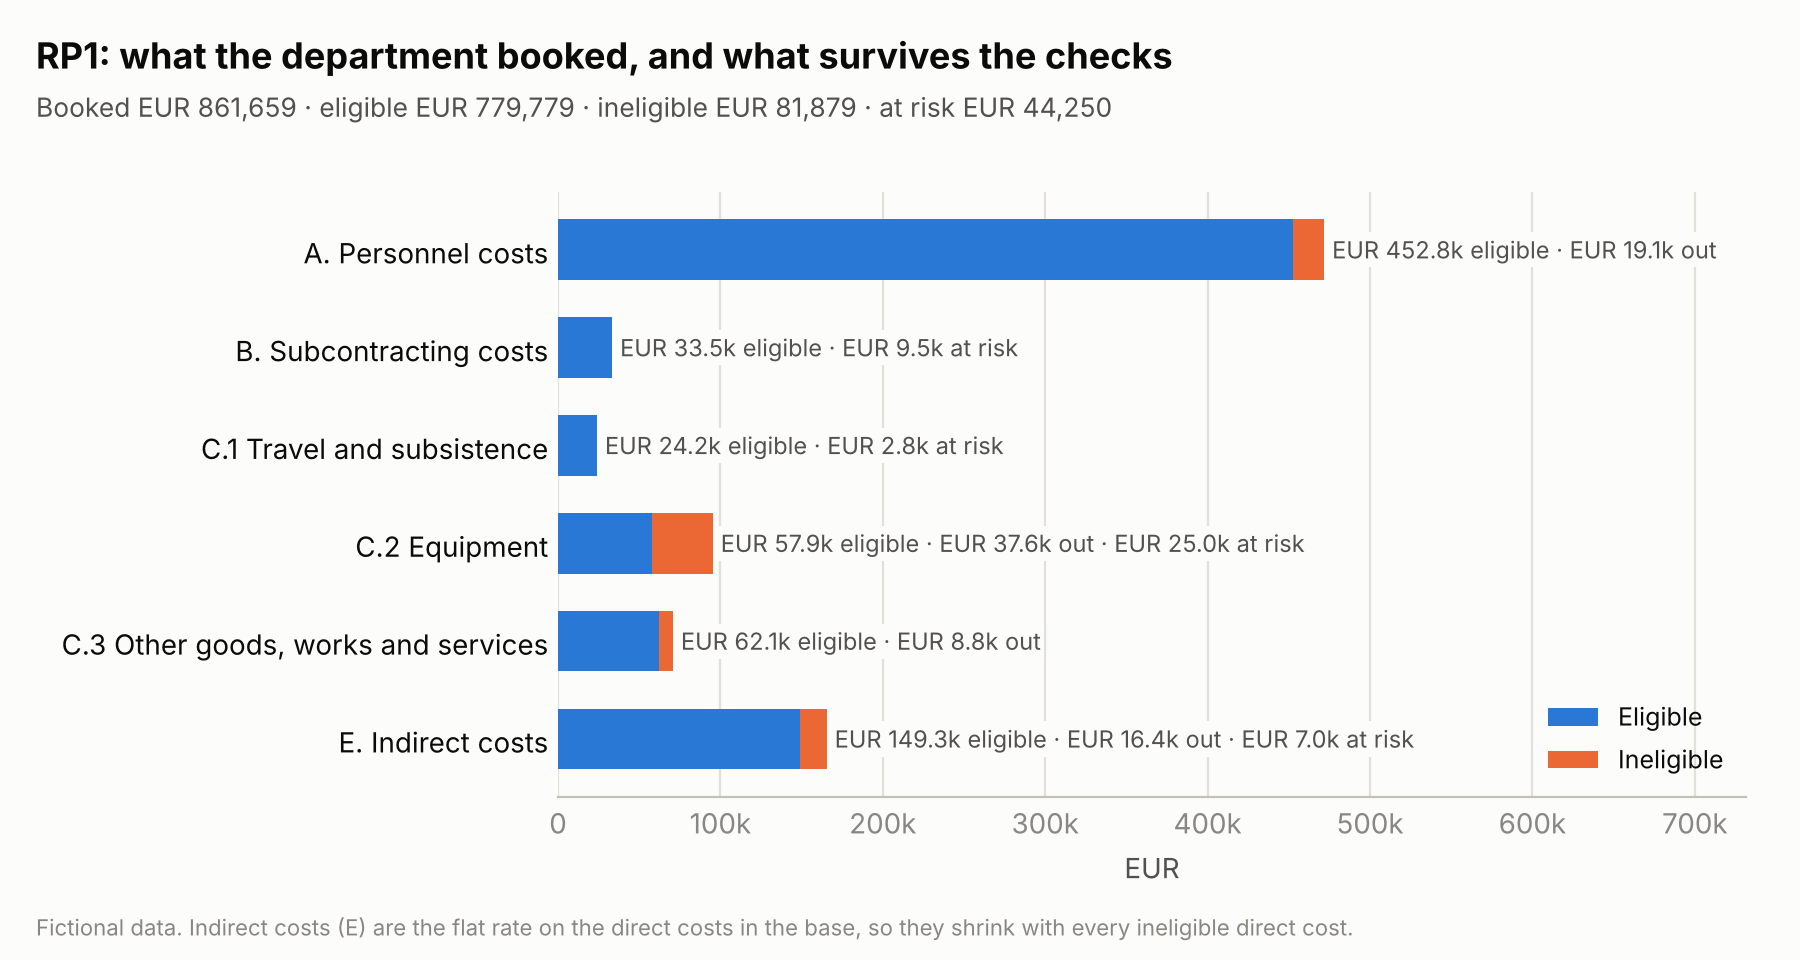 RP1: what the department booked, and what survives the checks
Booked EUR 861,659 · eligible EUR 779,779 · ineligible EUR 81,879 · at risk EUR 44,250
A. Personnel costs
EUR 452.8k eligible · EUR 19.1k out
B. Subcontracting costs
EUR 33.5k eligible · EUR 9.5k at risk
C.1 Travel and subsistence
EUR 24.2k eligible · EUR 2.8k at risk
C.2 Equipment
EUR 57.9k eligible · EUR 37.6k out · EUR 25.0k at risk
C.3 Other goods, works and services
EUR 62.1k eligible · EUR 8.8k out
E. Indirect costs
EUR 149.3k eligible · EUR 16.4k out · EUR 7.0k at risk
Eligible
Ineligible
0 100k 200k 300k 400k 500k 600k 700k
EUR
Fictional data. Indirect costs (E) are the flat rate on the direct costs in the base, so they shrink with every ineligible direct cost.